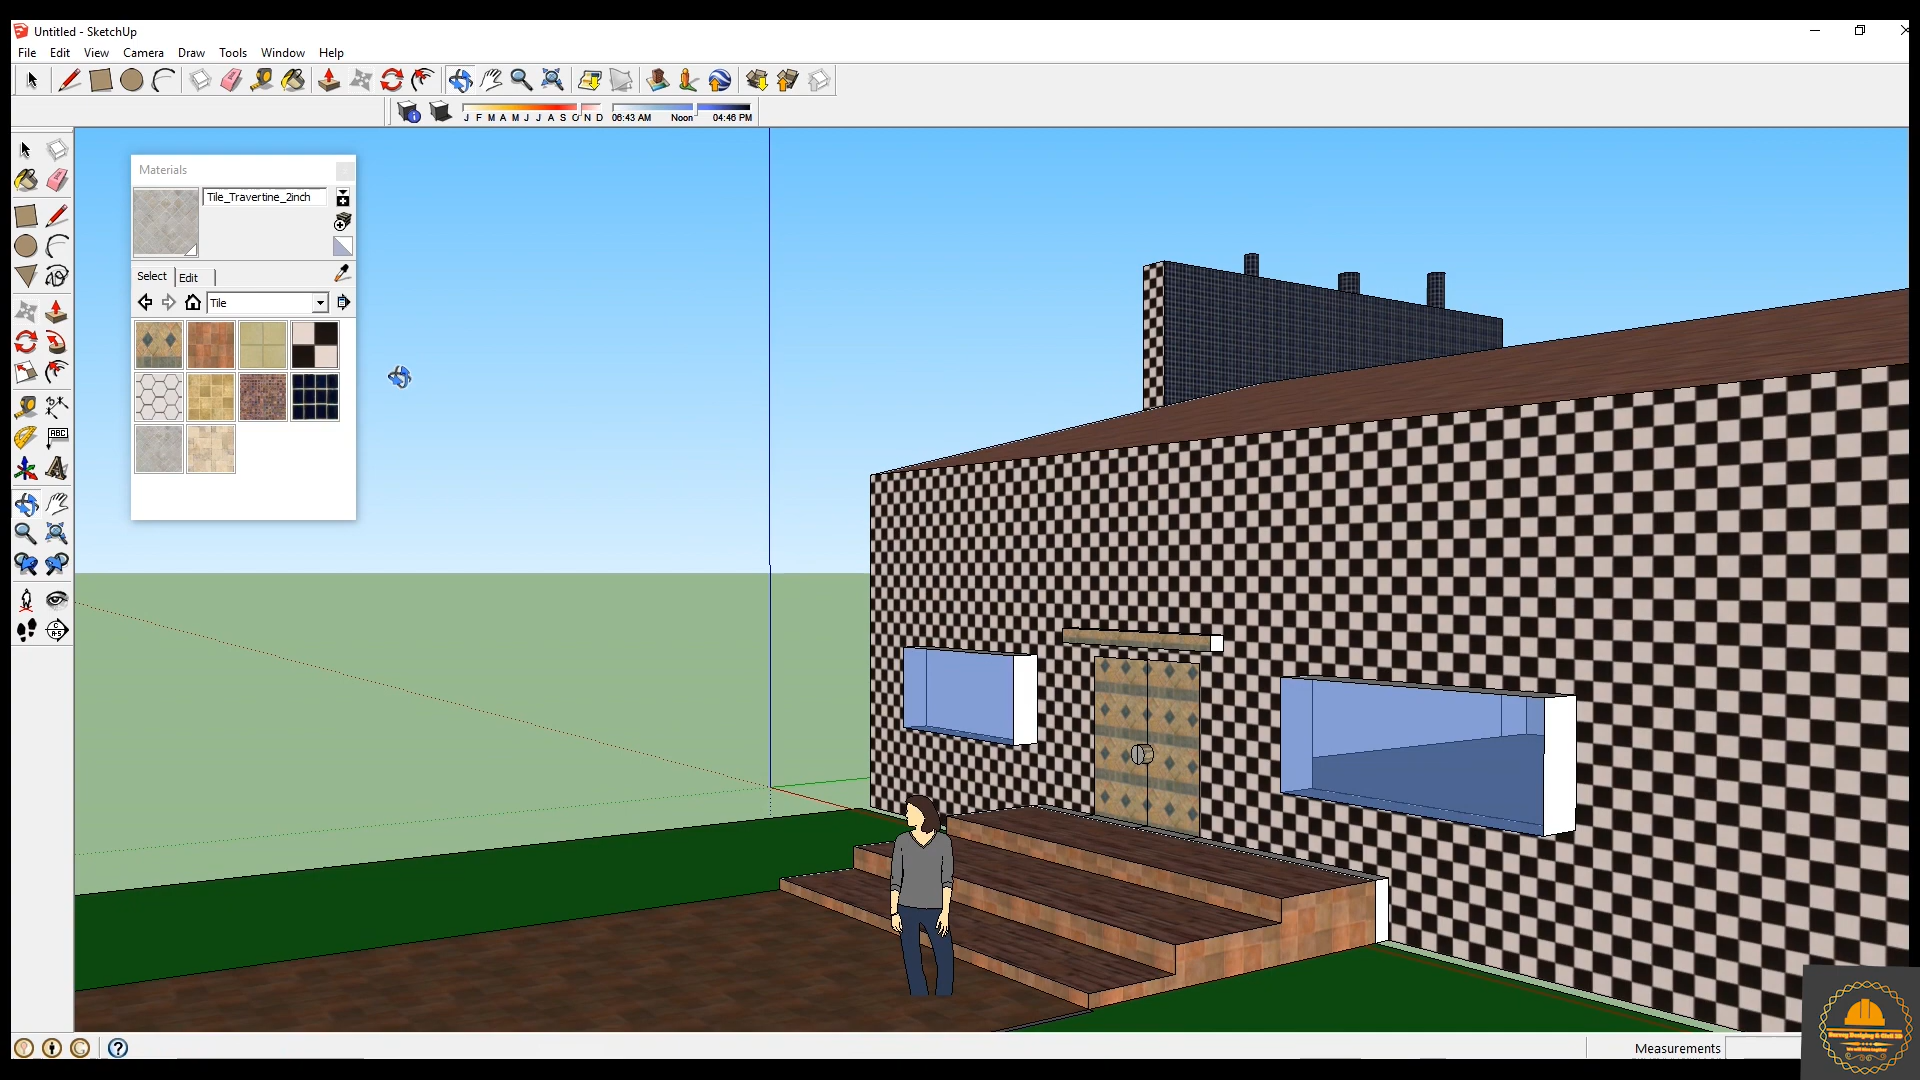 Untitled - SketchUp
File Edit View Camera Draw Tools Window Help
J F M A M J J A S O N D 06:43 AM Noon 04:46 PM
Materials
Tile_Travertine_2inch
Select Edit
Tile
ABC
Measurements